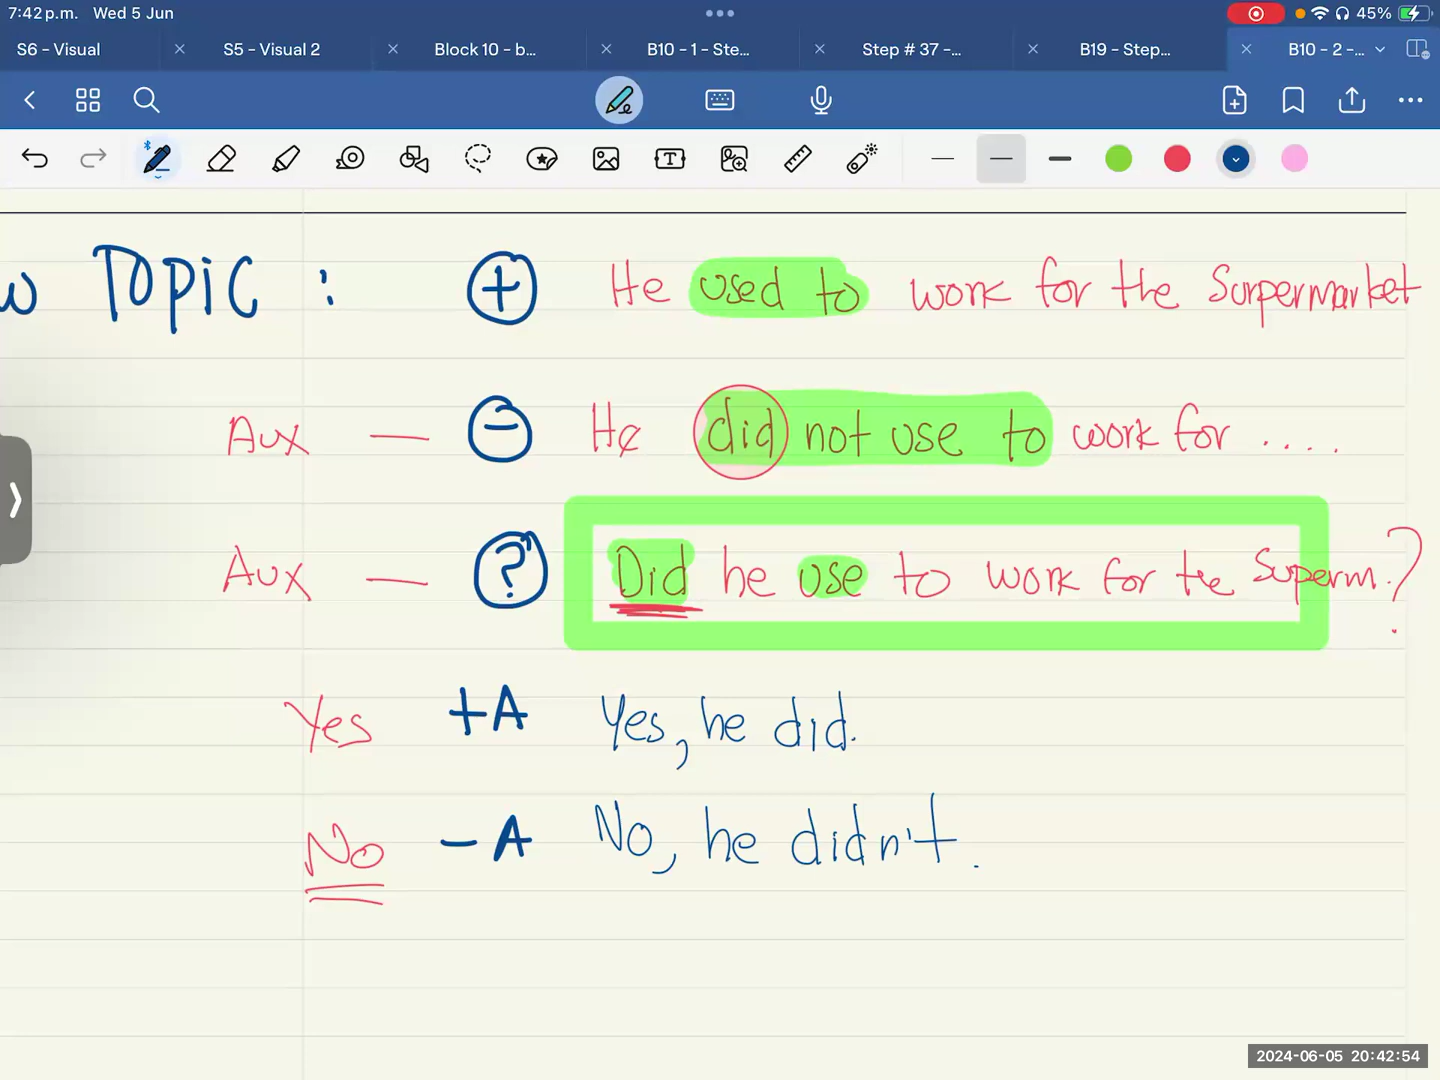 7:42 p.m. Wed 5 Jun
45%
S6 - Visual
S5 - Visual 2
Block 10 - b...
B10 - 1 - Ste...
Step # 37 -...
B19 - Step...
B10 - 2 -...
w TOPIC :
+ He used to work for the Surpermarket
Aux — − He did not use to work for ....
Aux — ? Did he use to work for the Superm.?
Yes +A Yes, he did.
No −A No, he didn't.
2024-06-05 20:42:54